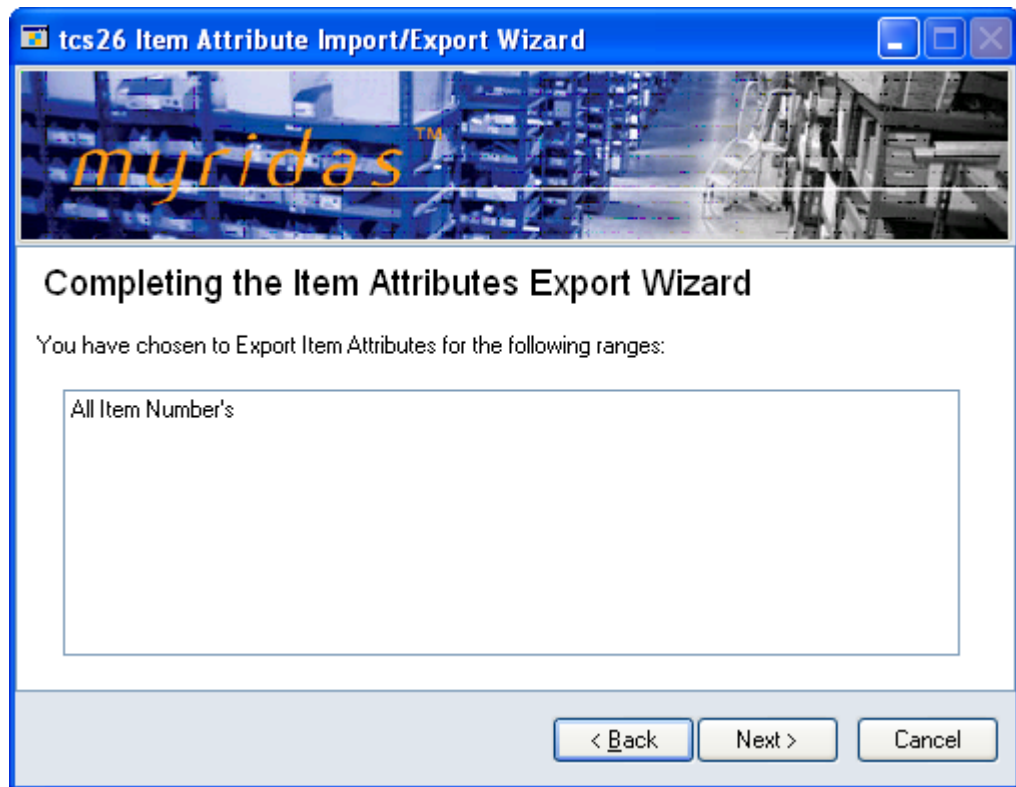 tcs26 Item Attribute Import/Export Wizard
myridas™
Completing the Item Attributes Export Wizard
You have chosen to Export Item Attributes for the following ranges:
All Item Number's
< Back Next > Cancel